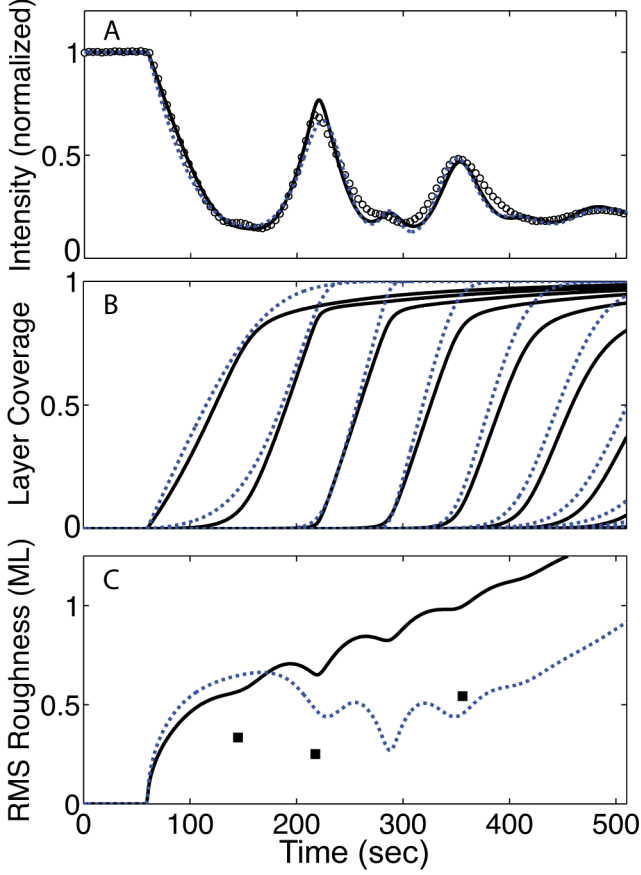 A
Intensity (normalized)
1
0.5
0
B
Layer Coverage
1
0.5
0
C
RMS Roughness (ML)
1
0.5
0
0 100 200 300 400 500
Time (sec)